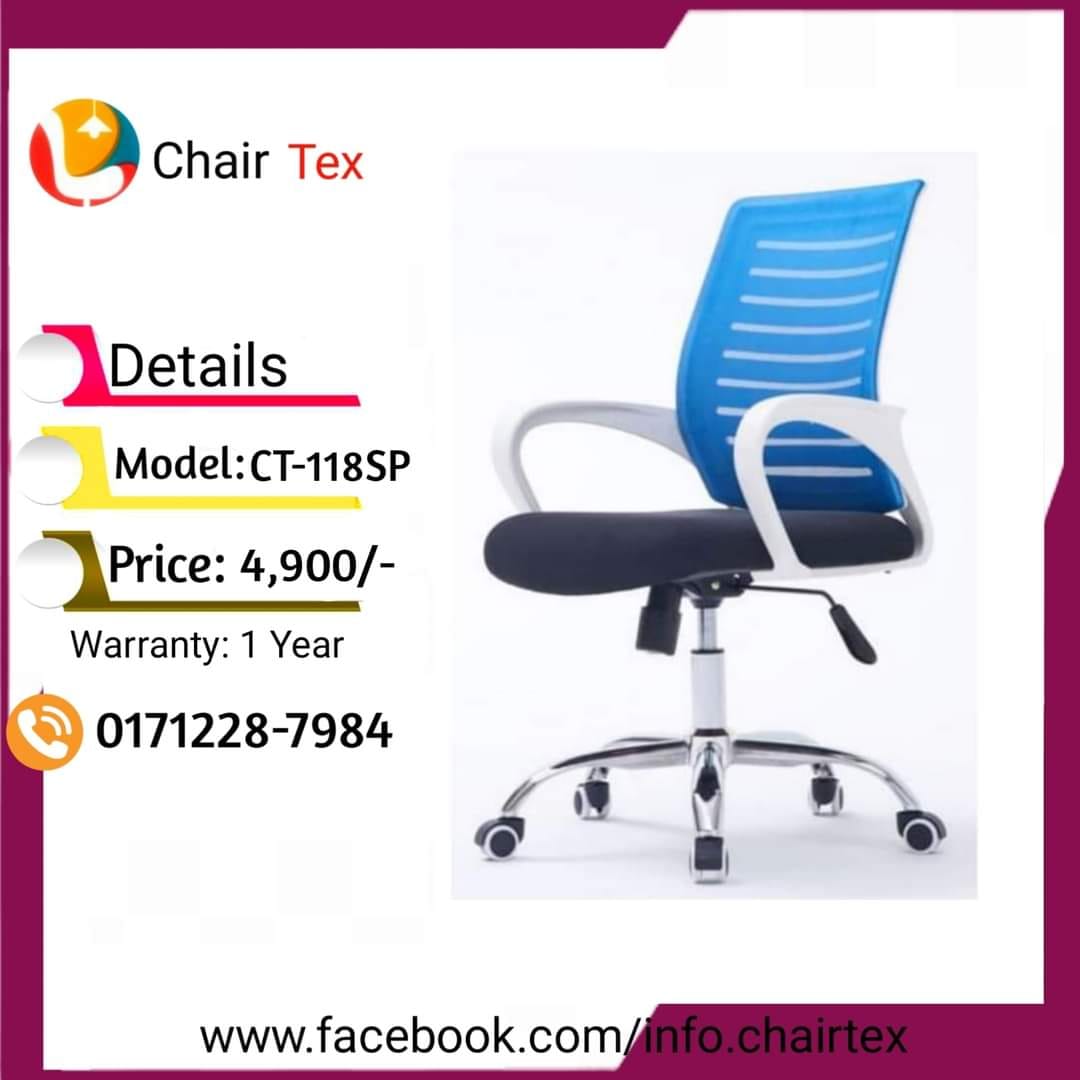 Chair Tex
Details
Model:CT-118SP
Price: 4,900/-
Warranty: 1 Year
0171228-7984
www.facebook.com/info.chairtex